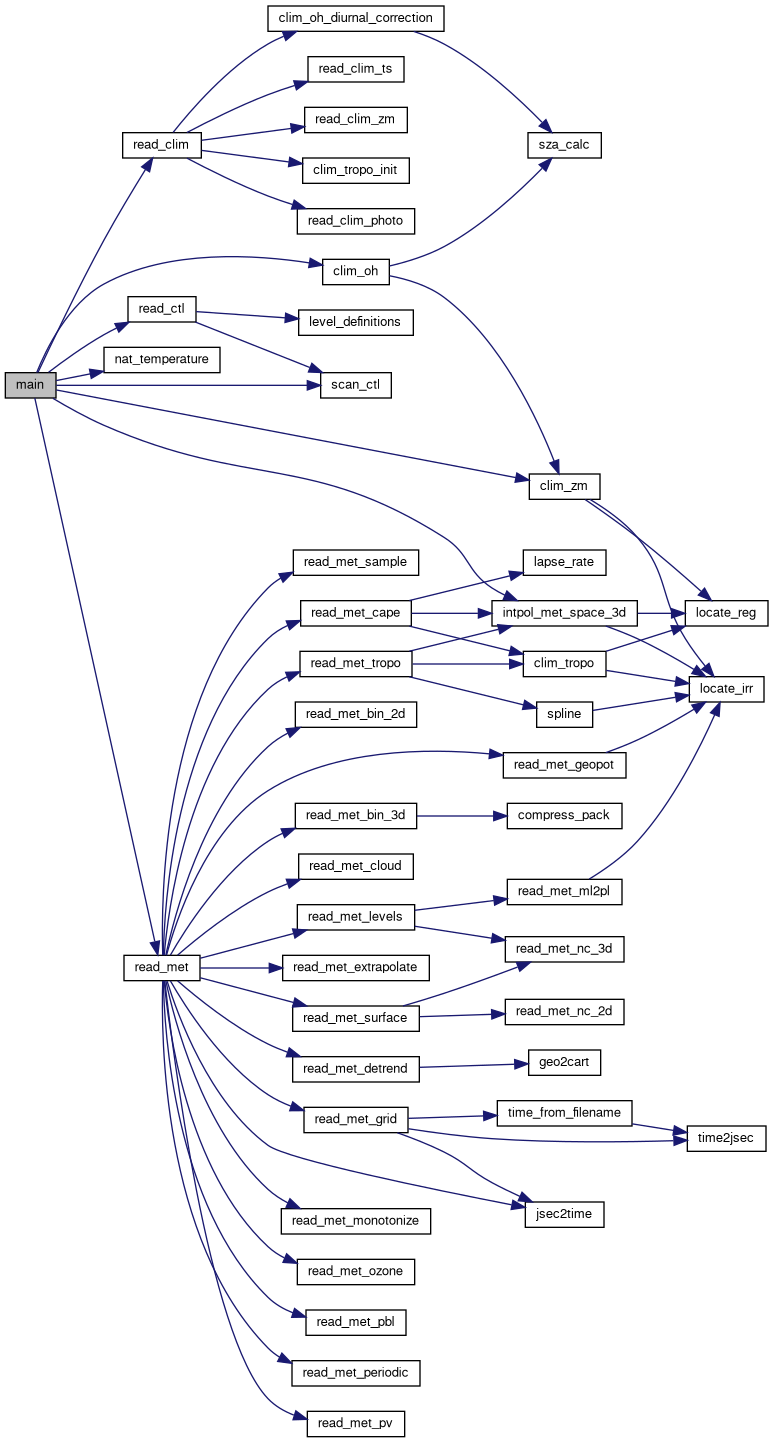 clim_oh_diurnal_correction
read_clim_ts
read_clim_zm
read_clim
sza_calc
clim_tropo_init
read_clim_photo
clim_oh
read_ctl
level_definitions
nat_temperature
main
scan_ctl
clim_zm
read_met_sample
lapse_rate
read_met_cape
intpol_met_space_3d
locate_reg
read_met_tropo
clim_tropo
locate_irr
read_met_bin_2d
spline
read_met_geopot
read_met_bin_3d
compress_pack
read_met_cloud
read_met_ml2pl
read_met_levels
read_met_nc_3d
read_met
read_met_extrapolate
read_met_surface
read_met_nc_2d
read_met_detrend
geo2cart
read_met_grid
time_from_filename
time2jsec
read_met_monotonize
jsec2time
read_met_ozone
read_met_pbl
read_met_periodic
read_met_pv